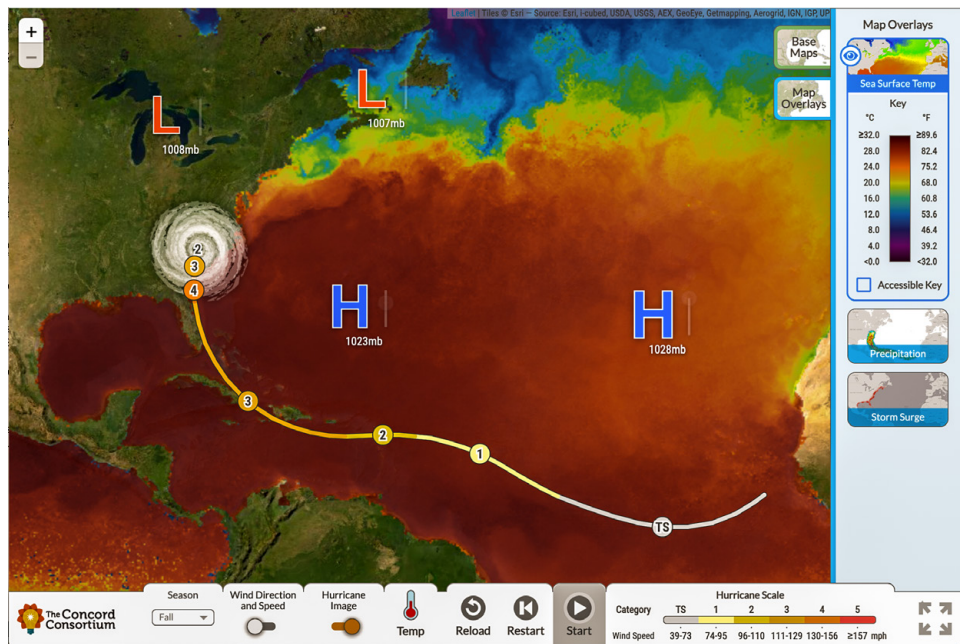 Leaflet | Tiles © Esri — Source: Esri, i-cubed, USDA, USGS, AEX, GeoEye, Getmapping, Aerogrid, IGN, IGP, UP
+
−
Base
Maps
Map
Overlays
L
1008mb
L
1007mb
2
3
4
H
1023mb
H
1028mb
3
2
1
TS
Map Overlays
Sea Surface Temp
Key
°C °F
≥32.0 ≥89.6
28.0 82.4
24.0 75.2
20.0 68.0
16.0 60.8
12.0 53.6
8.0 46.4
4.0 39.2
<0.0 <32.0
Accessible Key
Precipitation
Storm Surge
The Concord
Consortium
Season
Fall
Wind Direction
and Speed
Hurricane
Image
Temp
Reload
Restart
Start
Hurricane Scale
Category TS 1 2 3 4 5
Wind Speed 39-73 74-95 96-110 111-129 130-156 ≥157 mph